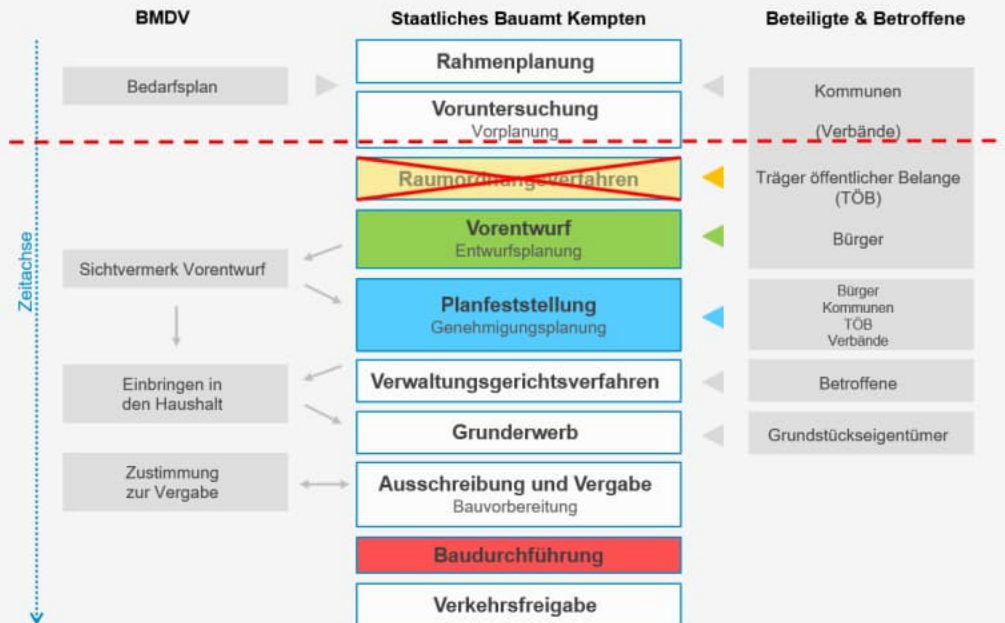 BMDV
Staatliches Bauamt Kempten
Beteiligte & Betroffene
Zeitachse
Bedarfsplan
Sichtvermerk Vorentwurf
Einbringen in
den Haushalt
Zustimmung
zur Vergabe
Rahmenplanung
Voruntersuchung
Vorplanung
Raumordnungsverfahren
Vorentwurf
Entwurfsplanung
Planfeststellung
Genehmigungsplanung
Verwaltungsgerichtsverfahren
Grunderwerb
Ausschreibung und Vergabe
Bauvorbereitung
Baudurchführung
Verkehrsfreigabe
Kommunen
(Verbände)
Träger öffentlicher Belange
(TÖB)
Bürger
Bürger
Kommunen
TÖB
Verbände
Betroffene
Grundstückseigentümer